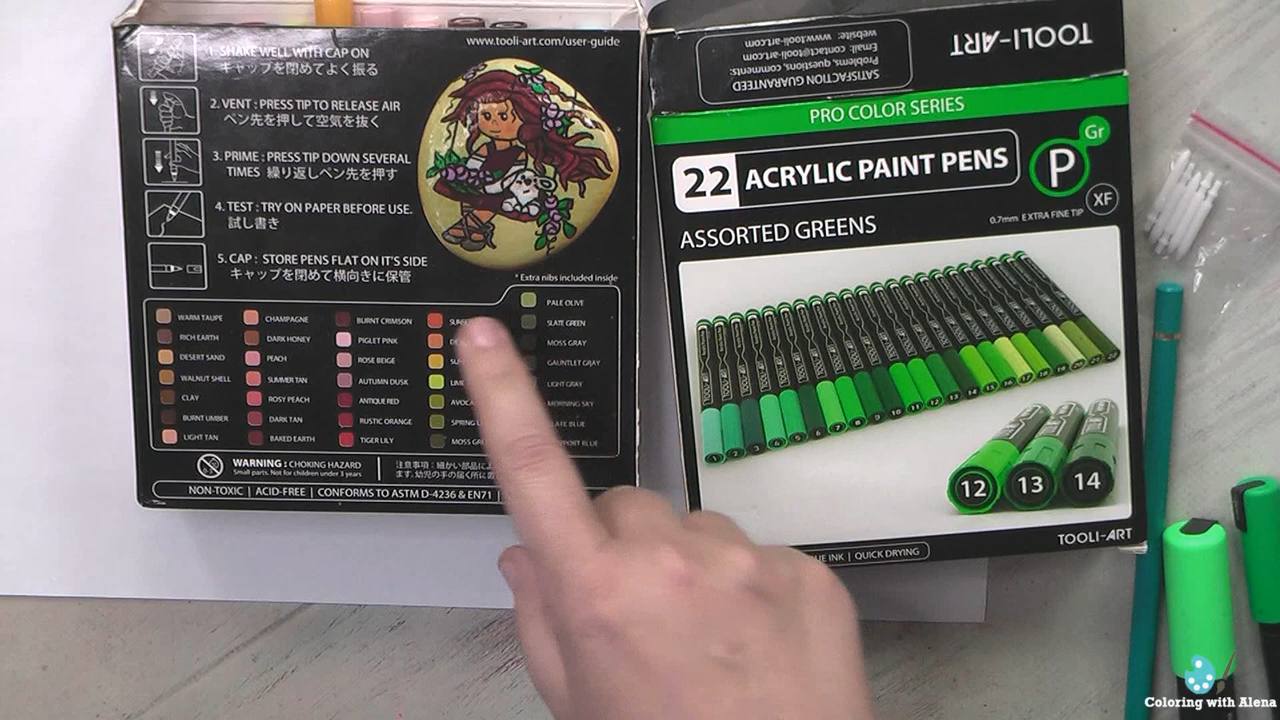 www.tooli-art.com/user-guide
1. SHAKE WELL WITH CAP ON
キャップを閉めてよく振る
2. VENT : PRESS TIP TO RELEASE AIR
ペン先を押して空気を抜く
3. PRIME : PRESS TIP DOWN SEVERAL
TIMES 繰り返しペン先を押す
4. TEST : TRY ON PAPER BEFORE USE.
試し書き
5. CAP : STORE PENS FLAT ON IT'S SIDE
キャップを閉めて横向きに保管
* Extra nibs included inside
WARM TAUPE
RICH EARTH
DESERT SAND
WALNUT SHELL
CLAY
BURNT UMBER
LIGHT TAN
CHAMPAGNE
DARK HONEY
PEACH
SUMMER TAN
ROSY PEACH
DARK TAN
BAKED EARTH
BURNT CRIMSON
PIGLET PINK
ROSE BEIGE
AUTUMN DUSK
ANTIQUE RED
RUSTIC ORANGE
TIGER LILY
PALE OLIVE
SLATE GREEN
MOSS GRAY
GAUNTLET GRAY
LIGHT GRAY
MORNING SKY
WARNING : CHOKING HAZARD
Small parts. Not for children under 3 years
注意事項：細かい部品に
NON-TOXIC | ACID-FREE | CONFORMS TO ASTM D-4236 & EN71 |
TOOLI-ART
SATISFACTION GUARANTEED
Problems, questions, comments:
Email: contact@tooli-art.com
website: www.tooli-art.com
PRO COLOR SERIES
22 ACRYLIC PAINT PENS
P Gr
XF
0.7mm EXTRA FINE TIP
ASSORTED GREENS
12 13 14
TOOLI-ART
INK | QUICK DRYING
Coloring with Alena